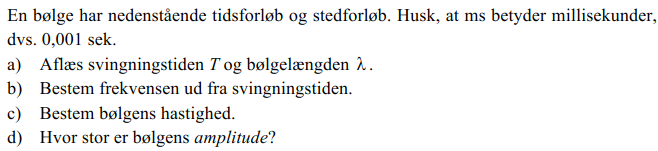 En bølge har nedenstående tidsforløb og stedforløb. Husk, at ms betyder millisekunder,
dvs. 0,001 sek.
a) Aflæs svingningstiden T og bølgelængden λ.
b) Bestem frekvensen ud fra svingningstiden.
c) Bestem bølgens hastighed.
d) Hvor stor er bølgens amplitude?